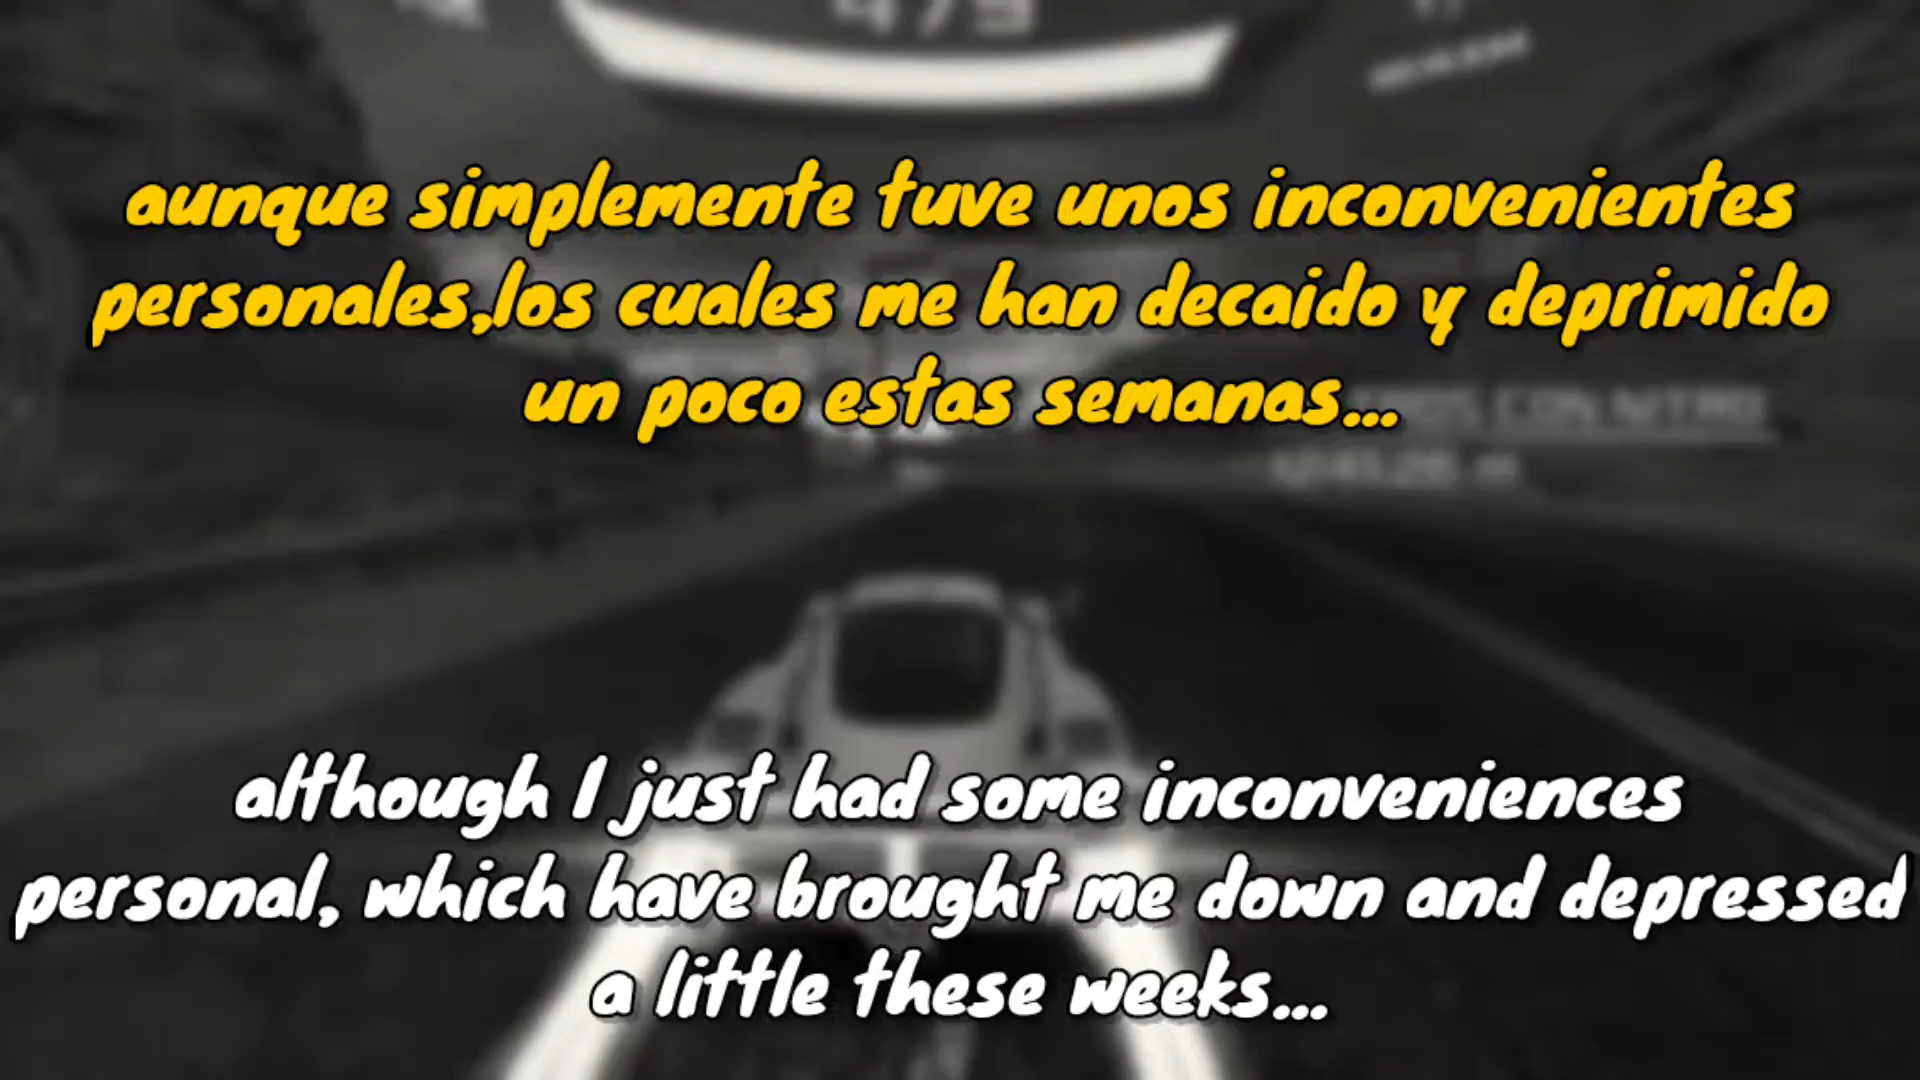 aunque simplemente tuve unos inconvenientes
personales,los cuales me han decaido y deprimido
un poco estas semanas...
although I just had some inconveniences
personal, which have brought me down and depressed
a little these weeks...